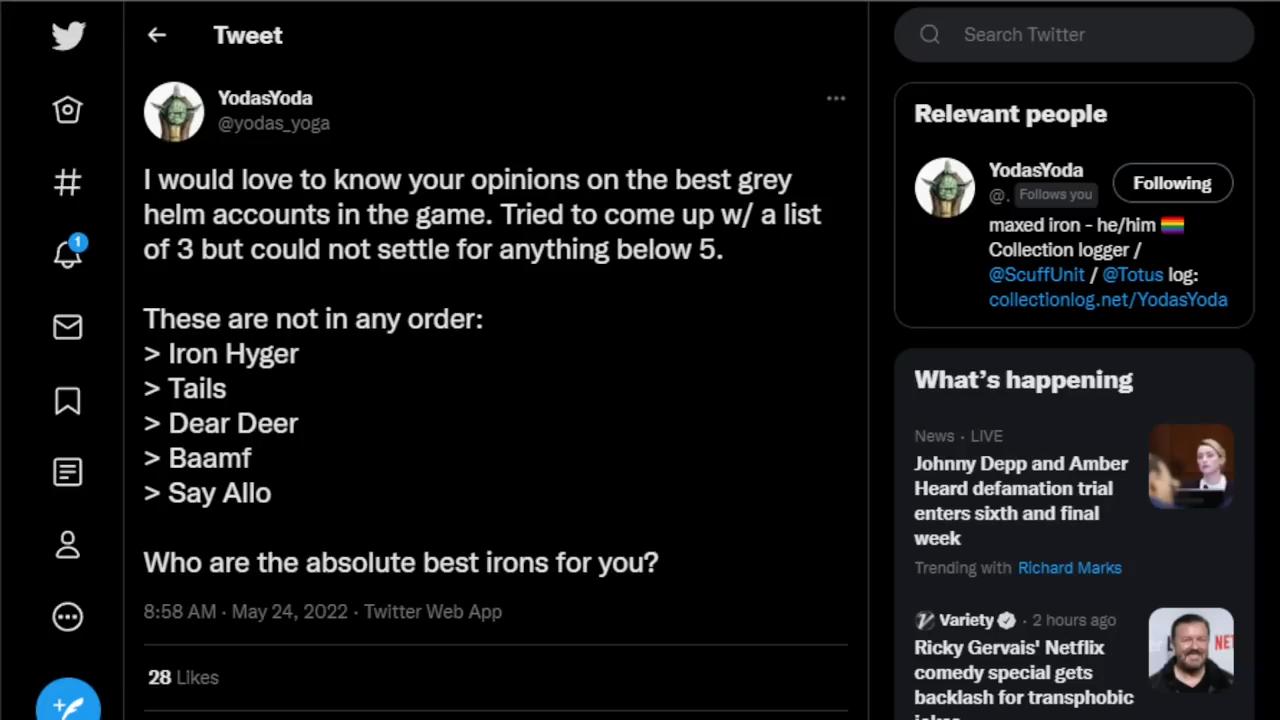 Tweet
YodasYoda
@yodas_yoga
I would love to know your opinions on the best grey
helm accounts in the game. Tried to come up w/ a list
of 3 but could not settle for anything below 5.
These are not in any order:
> Iron Hyger
> Tails
> Dear Deer
> Baamf
> Say Allo
Who are the absolute best irons for you?
8:58 AM · May 24, 2022 · Twitter Web App
28 Likes
1
Search Twitter
Relevant people
YodasYoda
@. Follows you
Following
maxed iron - he/him
Collection logger /
@ScuffUnit / @Totus log:
collectionlog.net/YodasYoda
What's happening
News · LIVE
Johnny Depp and Amber
Heard defamation trial
enters sixth and final
week
Trending with Richard Marks
Variety · 2 hours ago
Ricky Gervais' Netflix
comedy special gets
backlash for transphobic